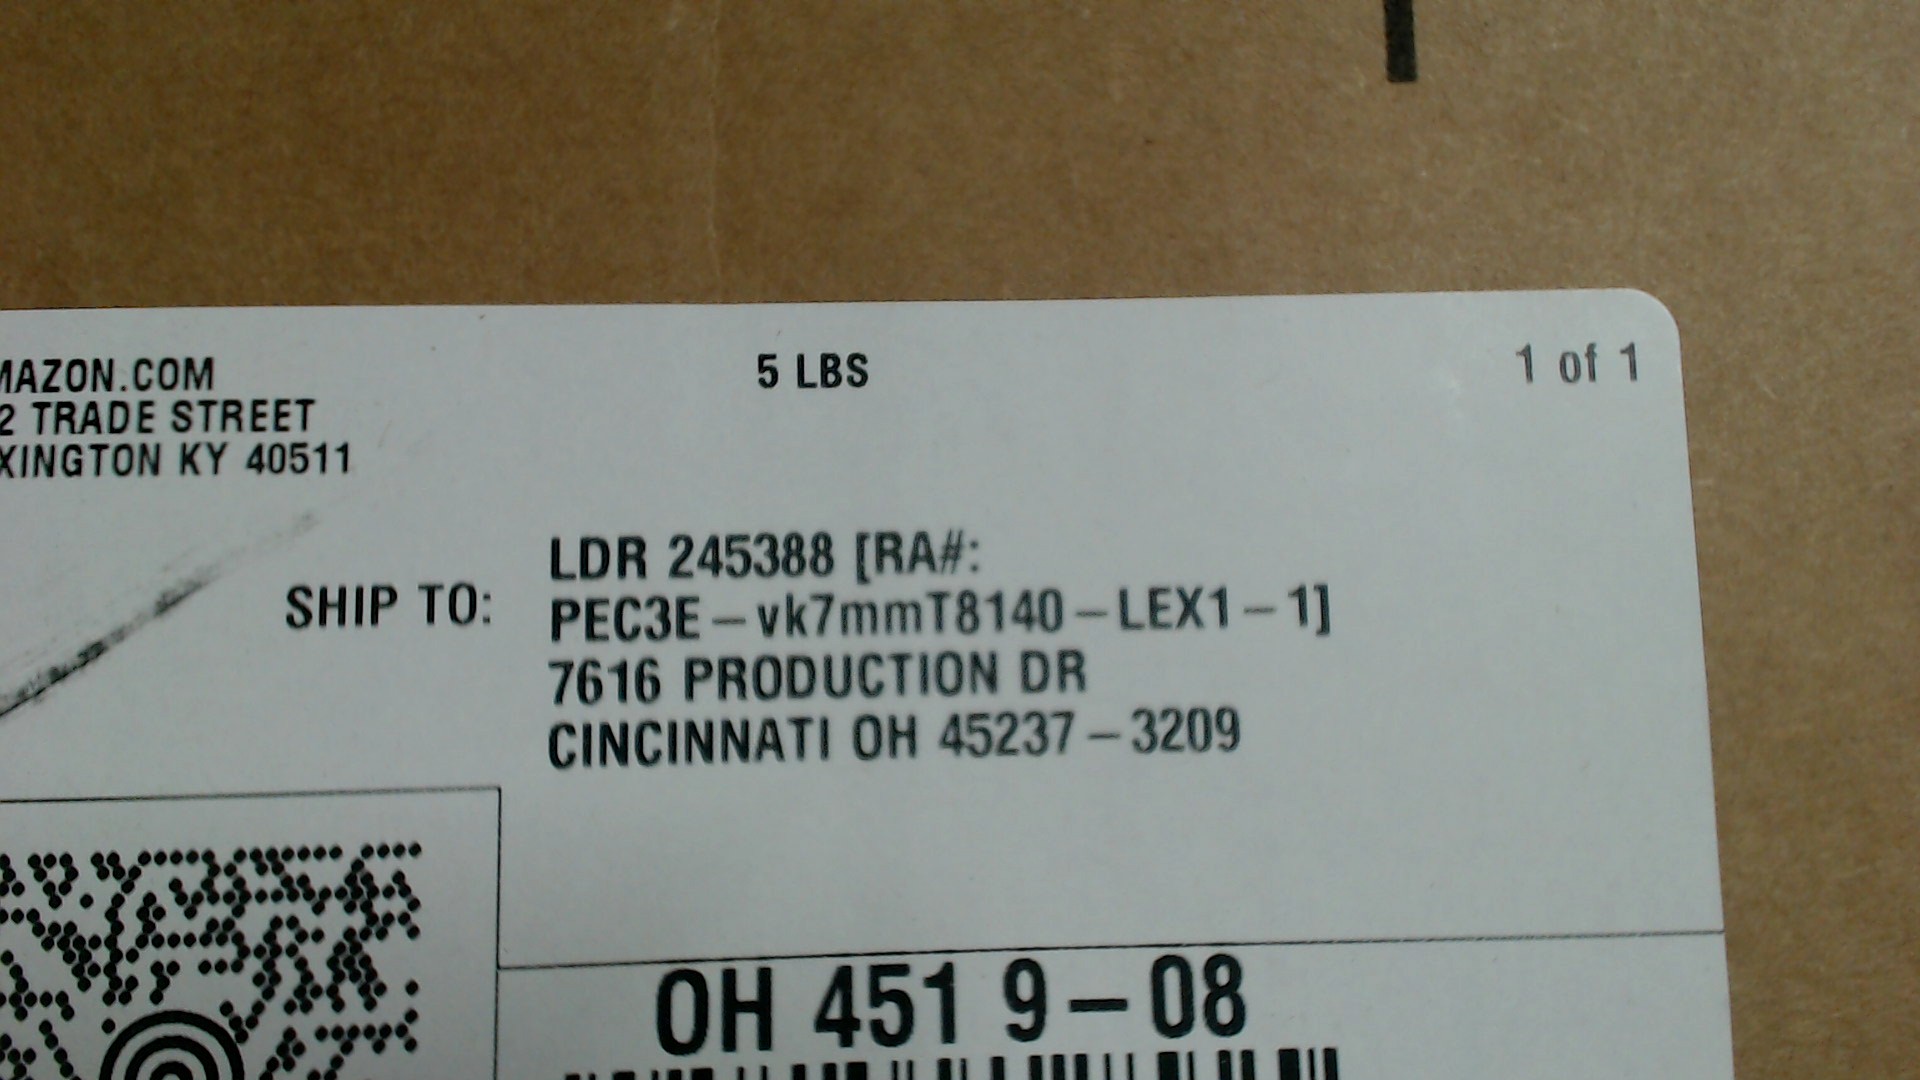 MAZON.COM
2 TRADE STREET
XINGTON KY 40511
5 LBS
1 of 1
SHIP TO:
LDR 245388 [RA#:
PEC3E-vk7mmT8140-LEX1-1]
7616 PRODUCTION DR
CINCINNATI OH 45237-3209
OH 451 9-08